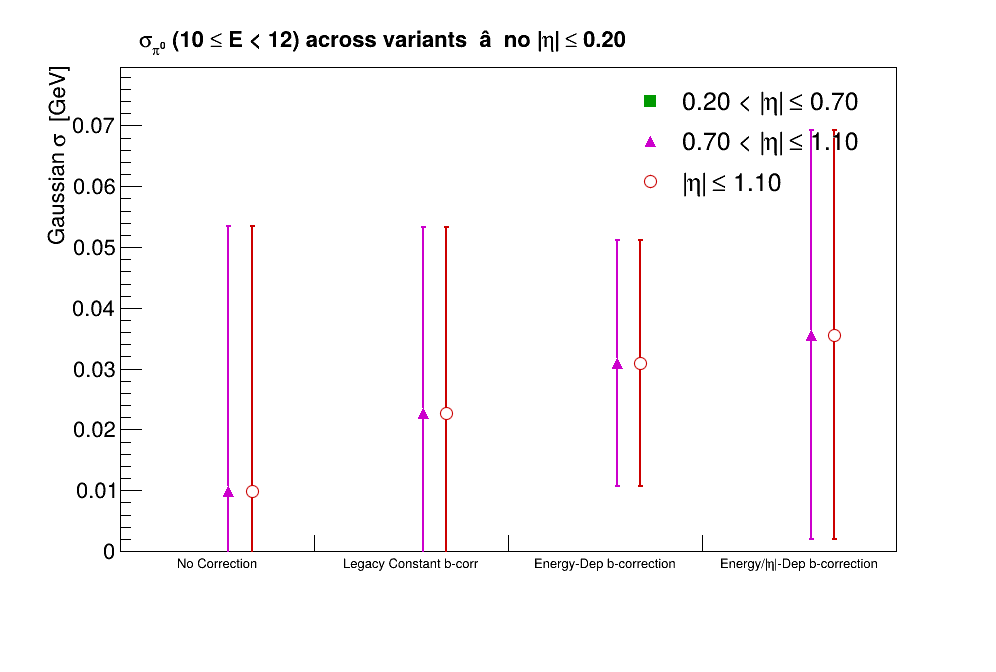 σπ⁰ (10 ≤ E < 12) across variants â no |η| ≤ 0.20
Gaussian σ [GeV]
0.07
0.06
0.05
0.04
0.03
0.02
0.01
0
0.20 < |η| ≤ 0.70
0.70 < |η| ≤ 1.10
|η| ≤ 1.10
No Correction
Legacy Constant b-corr
Energy-Dep b-correction
Energy/|η|-Dep b-correction